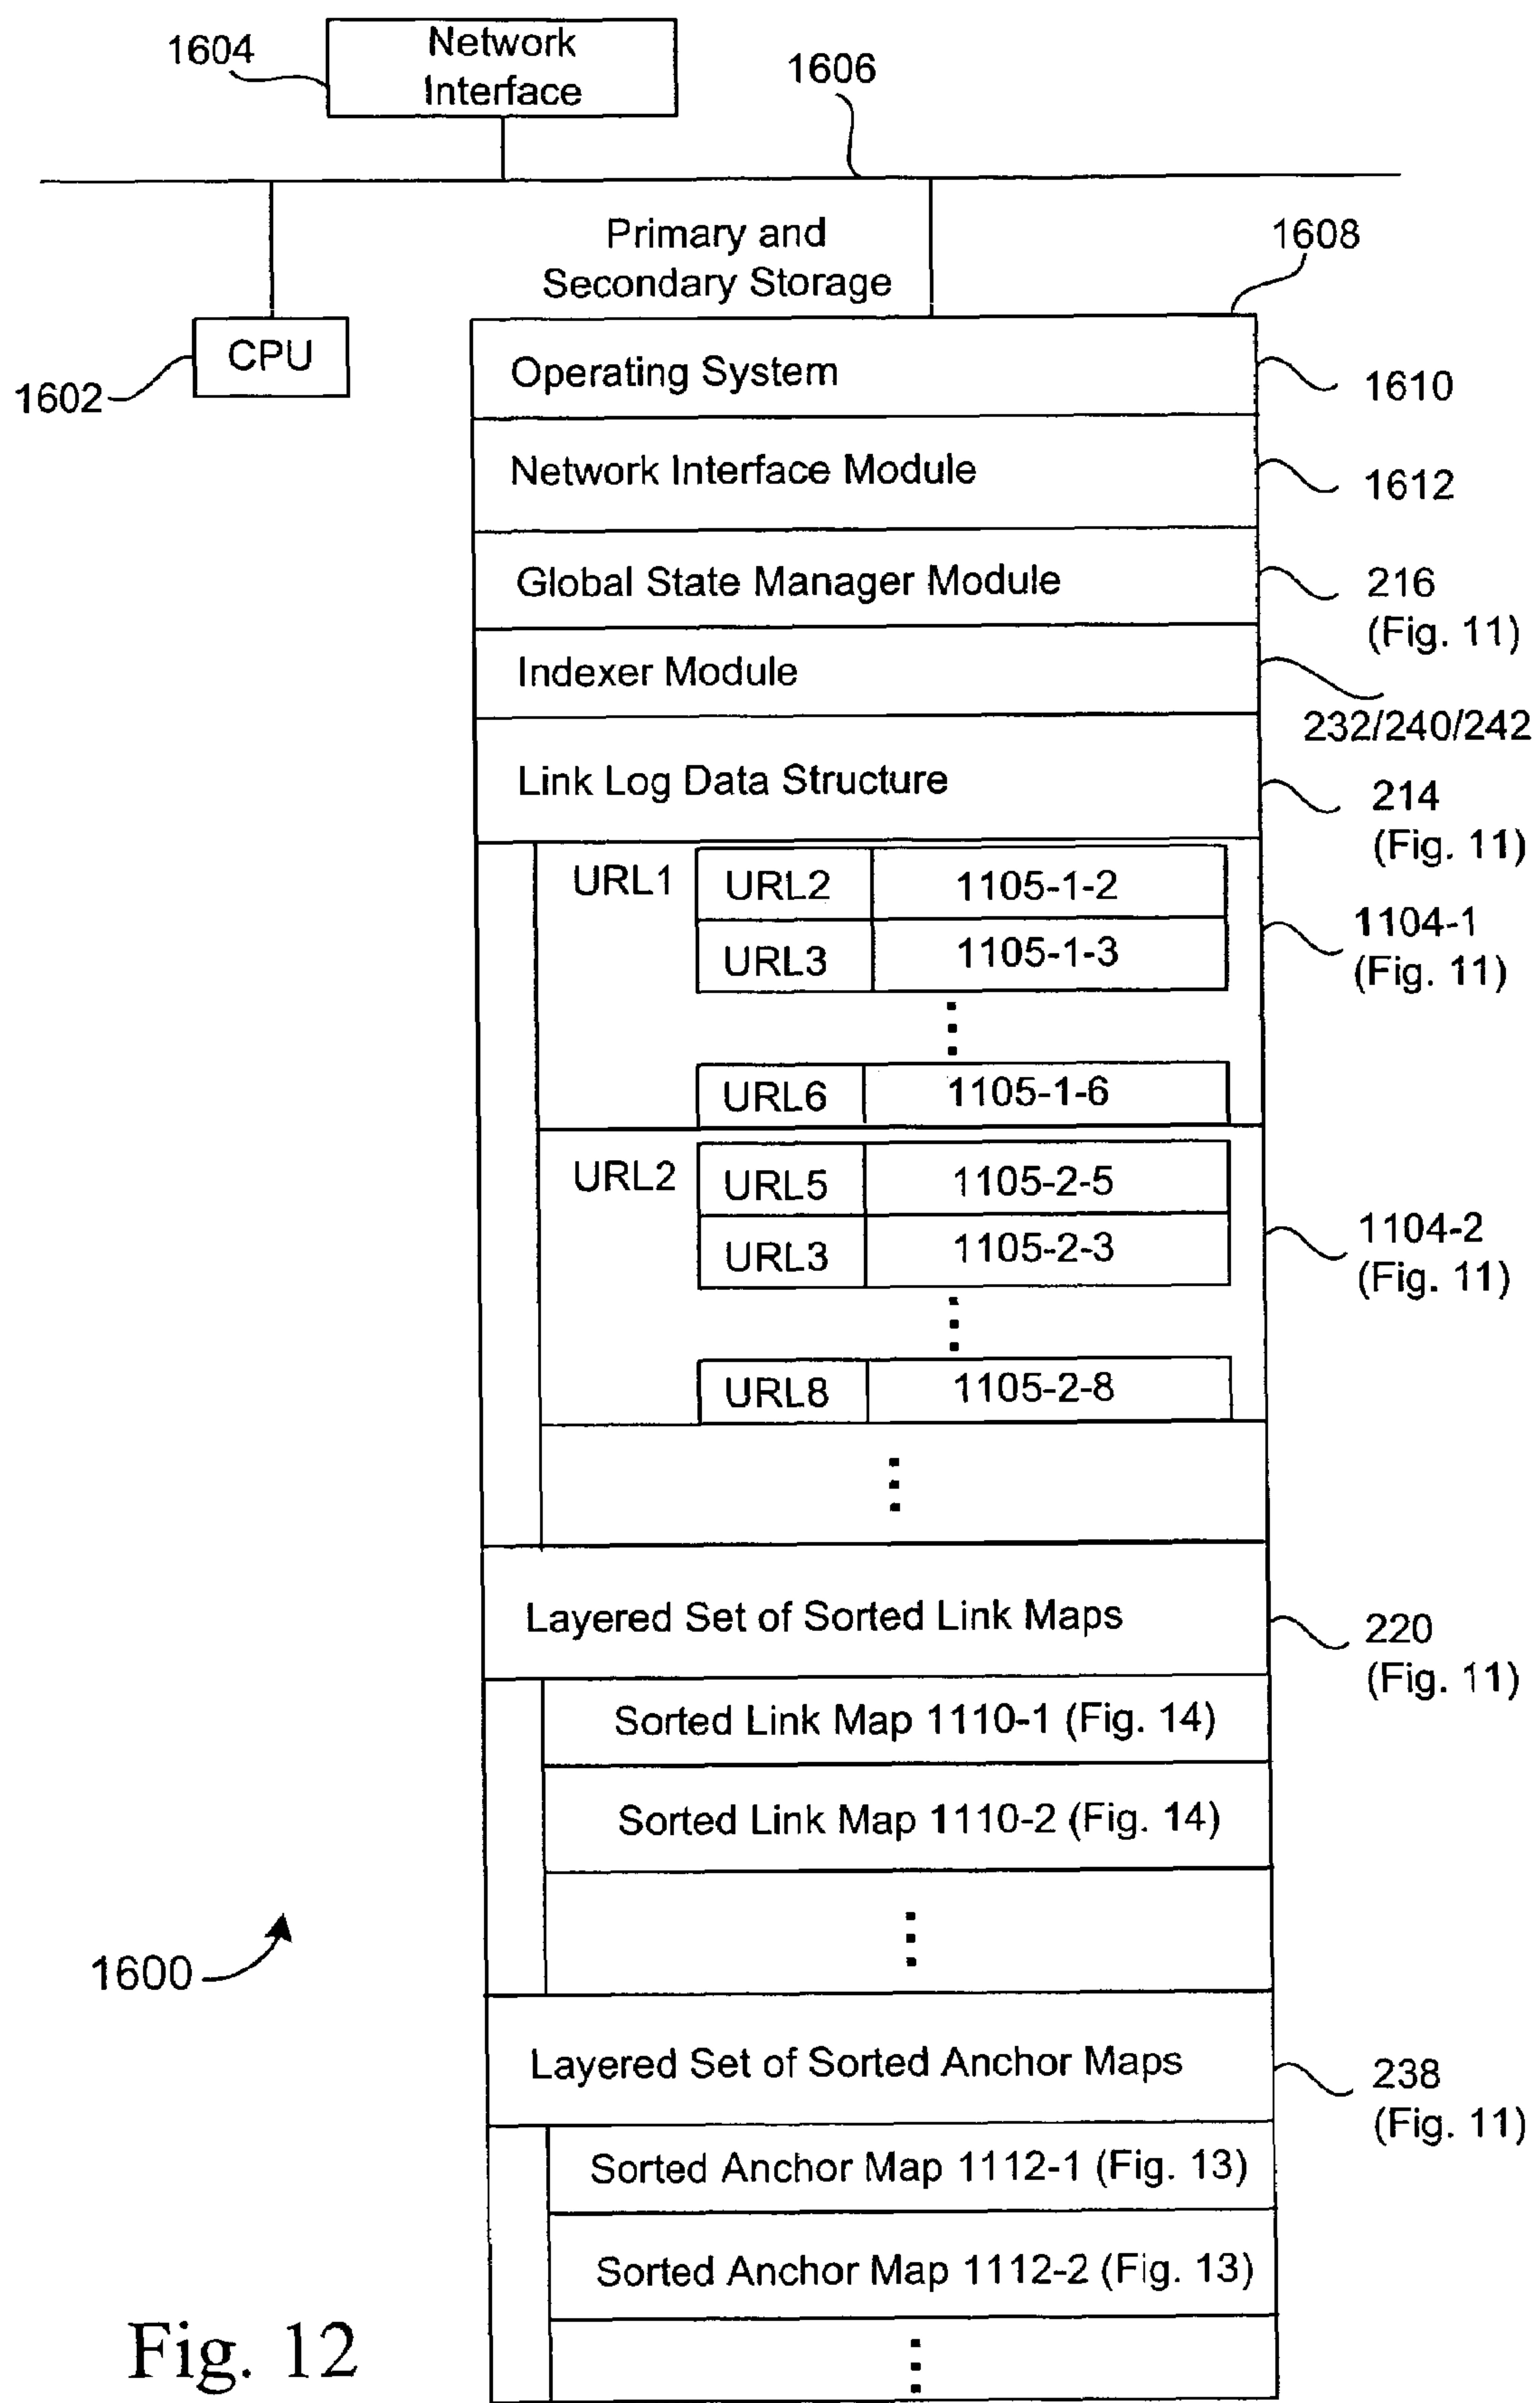 1604
Network
Interface
1606
Primary and
Secondary Storage
1608
CPU
1602
Operating System
1610
Network Interface Module
1612
Global State Manager Module
216
(Fig. 11)
Indexer Module
232/240/242
Link Log Data Structure
214
(Fig. 11)
URL1
URL2
1105-1-2
URL3
1105-1-3
1104-1
(Fig. 11)
URL6
1105-1-6
URL2
URL5
1105-2-5
URL3
1105-2-3
1104-2
(Fig. 11)
URL8
1105-2-8
Layered Set of Sorted Link Maps
220
(Fig. 11)
Sorted Link Map 1110-1 (Fig. 14)
Sorted Link Map 1110-2 (Fig. 14)
1600
Layered Set of Sorted Anchor Maps
238
(Fig. 11)
Sorted Anchor Map 1112-1 (Fig. 13)
Sorted Anchor Map 1112-2 (Fig. 13)
Fig. 12